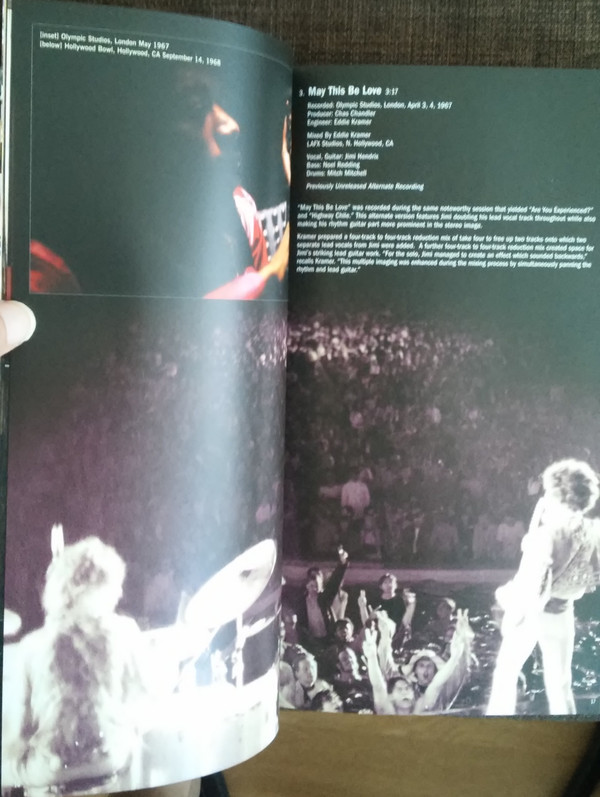 [inset] Olympic Studios, London May 1967
[below] Hollywood Bowl, Hollywood, CA September 14, 1968
3. May This Be Love 3:17
Recorded: Olympic Studios, London, April 3, 4, 1967
Producer: Chas Chandler
Engineer: Eddie Kramer
Mixed By Eddie Kramer
LAFX Studios, N. Hollywood, CA
Vocal, Guitar: Jimi Hendrix
Bass: Noel Redding
Drums: Mitch Mitchell
Previously Unreleased Alternate Recording
"May This Be Love" was recorded during the same noteworthy session that yielded "Are You Experienced?"
and "Highway Chile." This alternate version features Jimi doubling his lead vocal track throughout while also
making his rhythm guitar part more prominent in the stereo image.
Kramer prepared a four-track to four-track reduction mix of take four to free up two tracks onto which two
separate lead vocals from Jimi were added. A further four-track to four-track reduction mix created space for
Jimi's striking lead guitar work. "For the solo, Jimi managed to create an effect which sounded backwards,"
recalls Kramer. "This multiple imaging was enhanced during the mixing process by simultaneously panning the
rhythm and lead guitar."
17